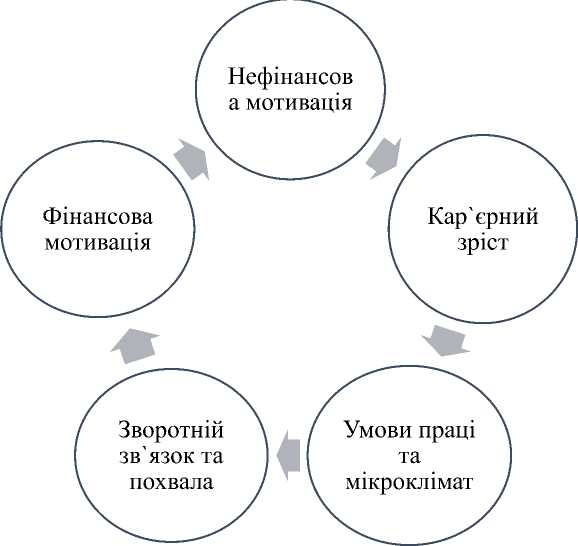 Нефінансов
а мотивація
Кар`єрний
зріст
Умови праці
та
мікроклімат
Зворотній
зв`язок та
похвала
Фінансова
мотивація